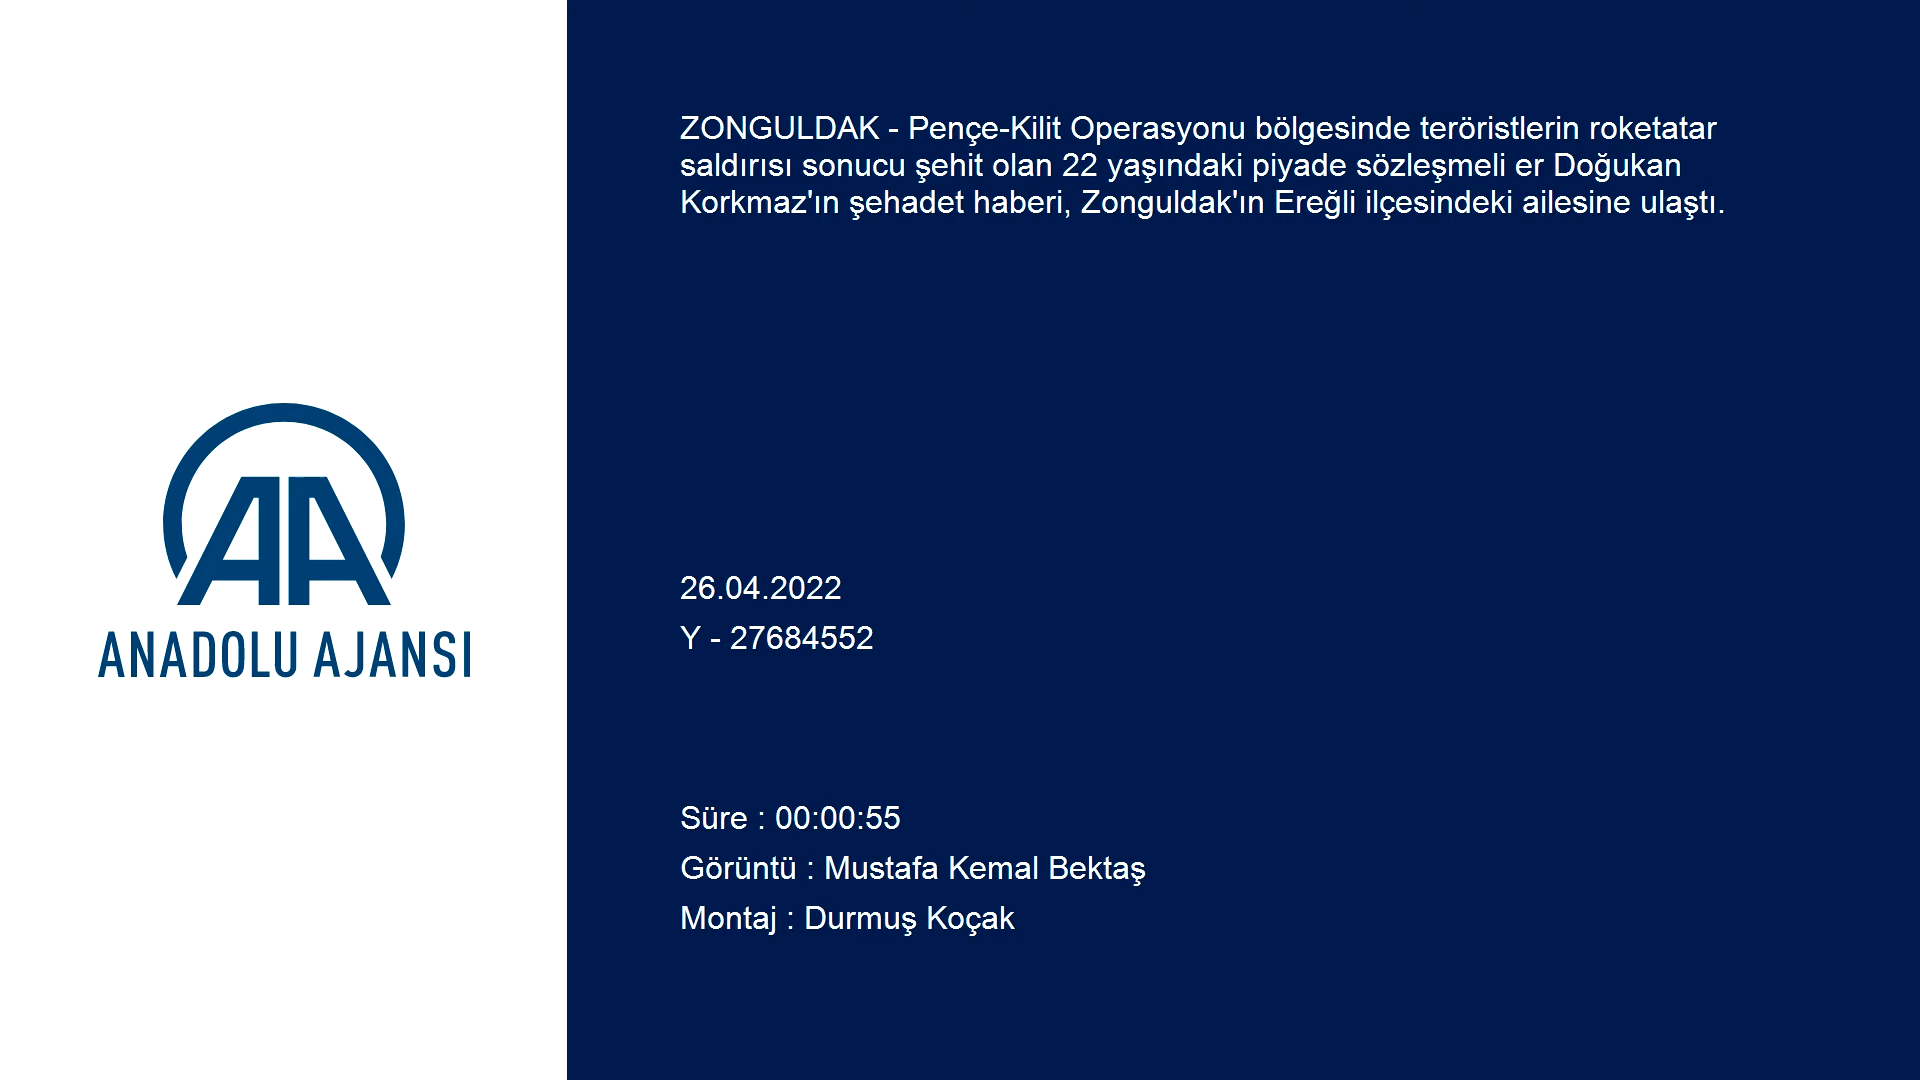 ZONGULDAK - Pençe-Kilit Operasyonu bölgesinde teröristlerin roketatar
saldırısı sonucu şehit olan 22 yaşındaki piyade sözleşmeli er Doğukan
Korkmaz'ın şehadet haberi, Zonguldak'ın Ereğli ilçesindeki ailesine ulaştı.
AA
ANADOLU AJANSI
26.04.2022
Y - 27684552
Süre : 00:00:55
Görüntü : Mustafa Kemal Bektaş
Montaj : Durmuş Koçak